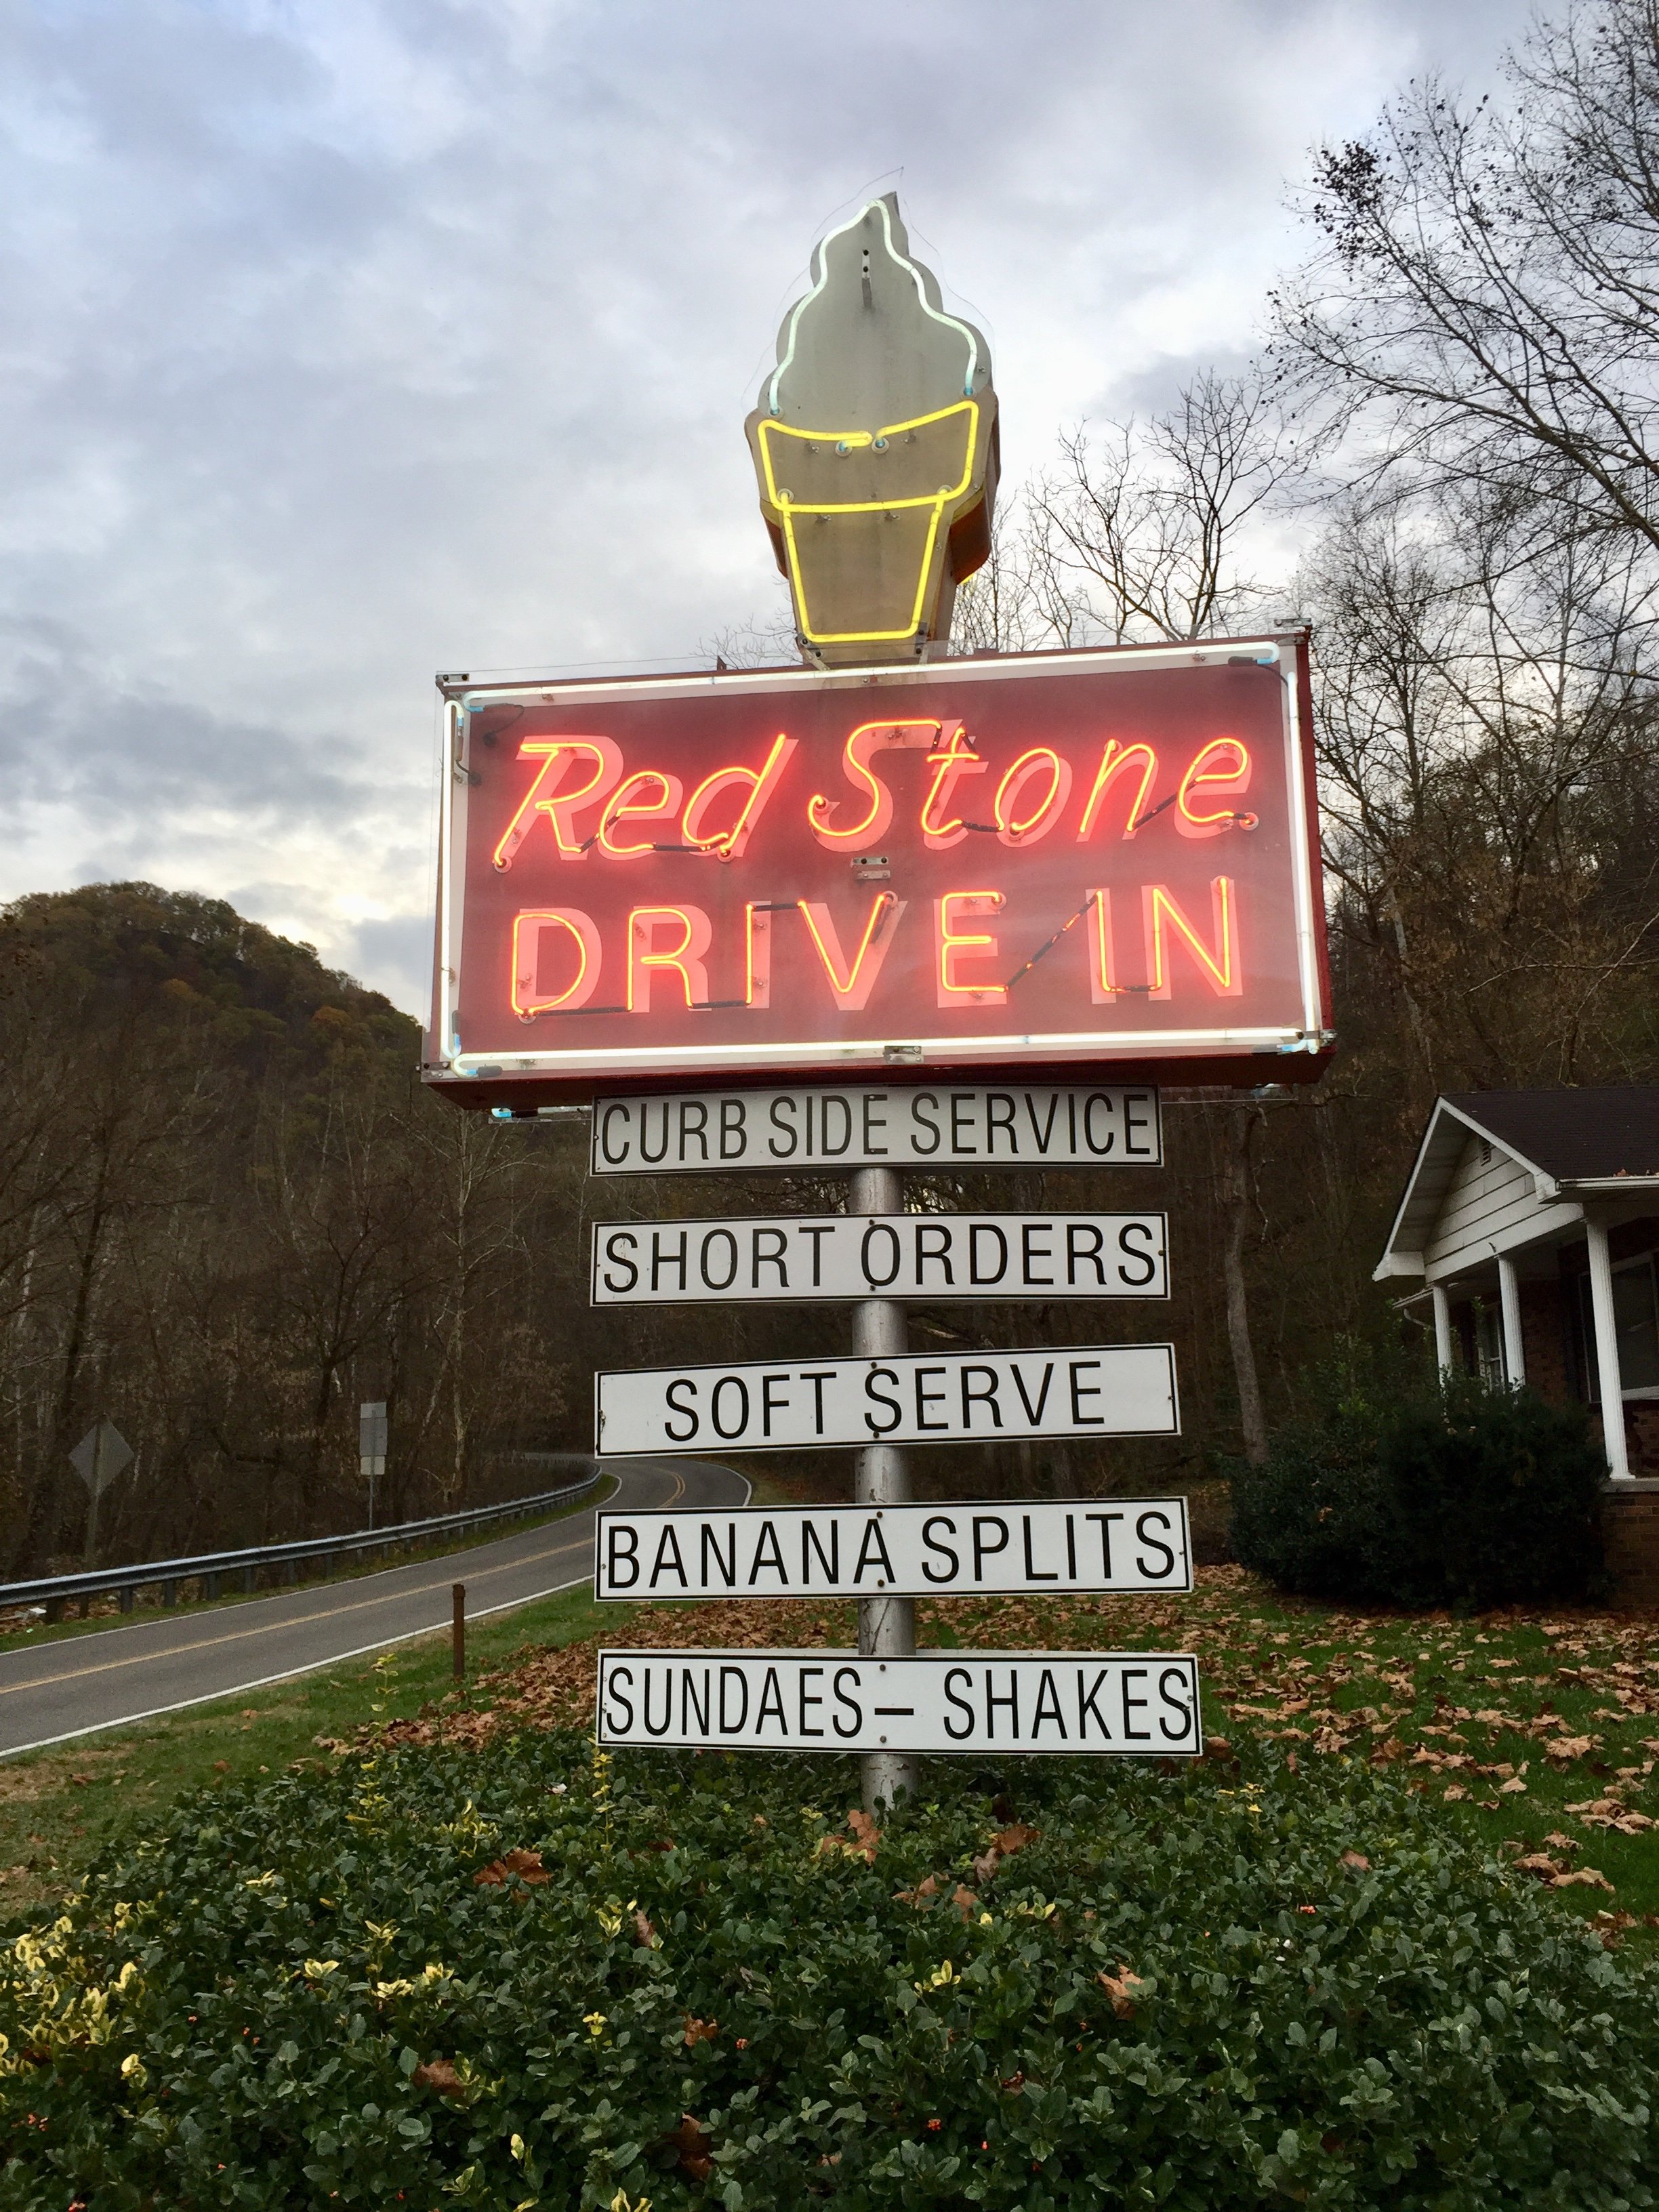 Red Stone
DRIVE IN
CURB SIDE SERVICE
SHORT ORDERS
SOFT SERVE
BANANA SPLITS
SUNDAES – SHAKES